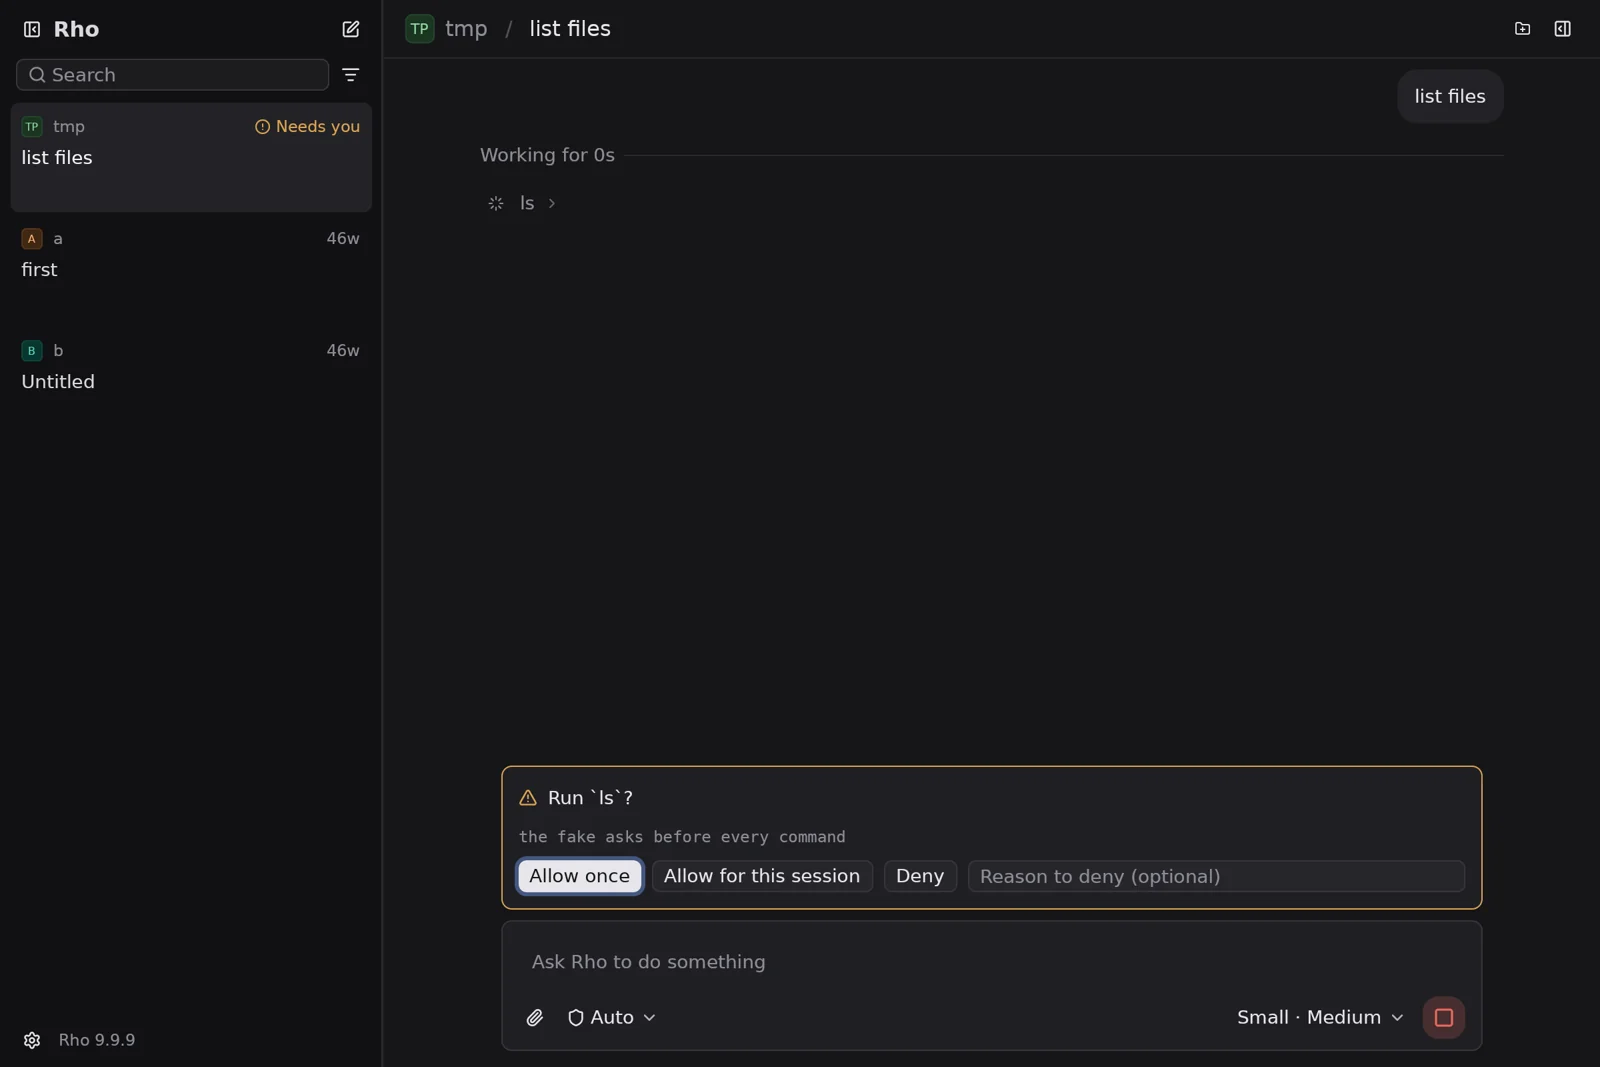 Rho
Search
TP tmp Needs you
list files
A a 46w
first
B b 46w
Untitled
Rho 9.9.9
TP tmp / list files
list files
Working for 0s
ls
Run `ls`?
the fake asks before every command
Allow once Allow for this session Deny Reason to deny (optional)
Ask Rho to do something
Auto Small · Medium